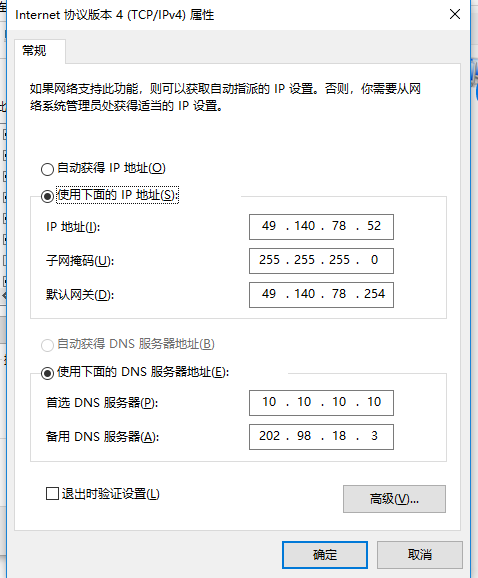 Internet 协议版本 4 (TCP/IPv4) 属性
常规
如果网络支持此功能，则可以获取自动指派的 IP 设置。否则，你需要从网
络系统管理员处获得适当的 IP 设置。
自动获得 IP 地址(O)
使用下面的 IP 地址(S):
IP 地址(I): 49 . 140 . 78 . 52
子网掩码(U): 255 . 255 . 255 . 0
默认网关(D): 49 . 140 . 78 . 254
自动获得 DNS 服务器地址(B)
使用下面的 DNS 服务器地址(E):
首选 DNS 服务器(P): 10 . 10 . 10 . 10
备用 DNS 服务器(A): 202 . 98 . 18 . 3
退出时验证设置(L)
高级(V)...
确定 取消